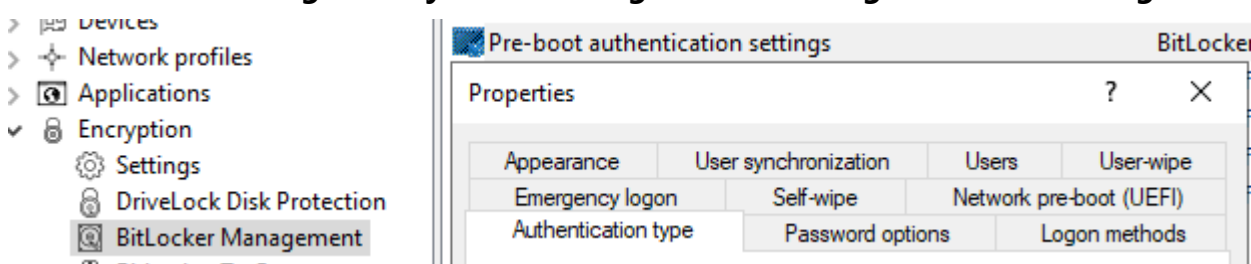 Devices
Network profiles
Applications
Encryption
Settings
DriveLock Disk Protection
BitLocker Management
Pre-boot authentication settings
BitLocker
Properties
?
Appearance
User synchronization
Users
User-wipe
Emergency logon
Self-wipe
Network pre-boot (UEFI)
Authentication type
Password options
Logon methods